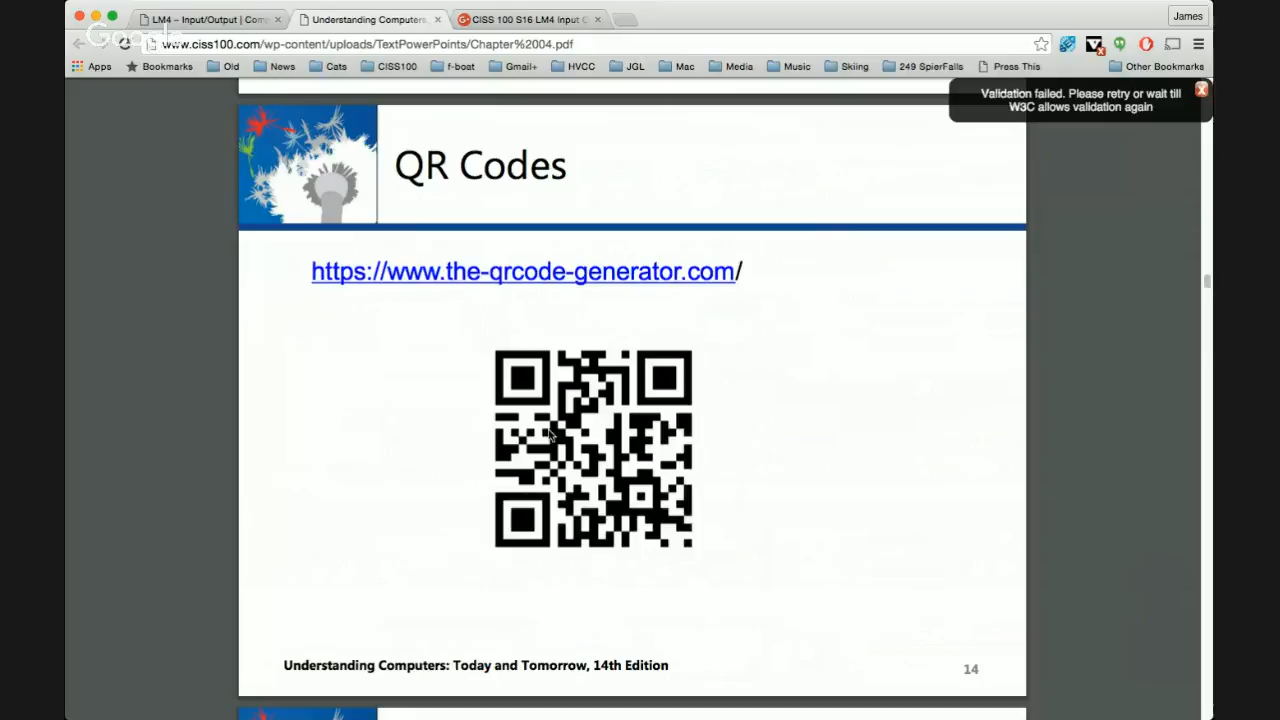 LM4 – Input/Output | Comp
Understanding Computers
CISS 100 S16 LM4 Input O
James
Google
www.ciss100.com/wp-content/uploads/TextPowerPoints/Chapter%2004.pdf
Apps Bookmarks Old News Cats CISS100 f-boat Gmail+ HVCC JGL Mac Media Music Skiing 249 SpierFalls Press This Other Bookmarks
Validation failed. Please retry or wait till
W3C allows validation again
QR Codes
https://www.the-qrcode-generator.com/
Understanding Computers: Today and Tomorrow, 14th Edition
14